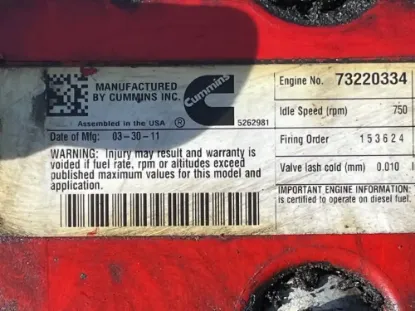 MANUFACTURED
BY CUMMINS INC.
Cummins
Assembled in the USA ®
5262981
Date of Mfg: 03-30-11
WARNING: Injury may result and warranty is
voided if fuel rate, rpm or altitudes exceed
published maximum values for this model and
application.
Engine No. 73220334
Idle Speed (rpm) 750
Firing Order 153624
Valve lash cold (mm) 0.010
IMPORTANT ENGINE INFORMATION:
is certified to operate on diesel fuel.